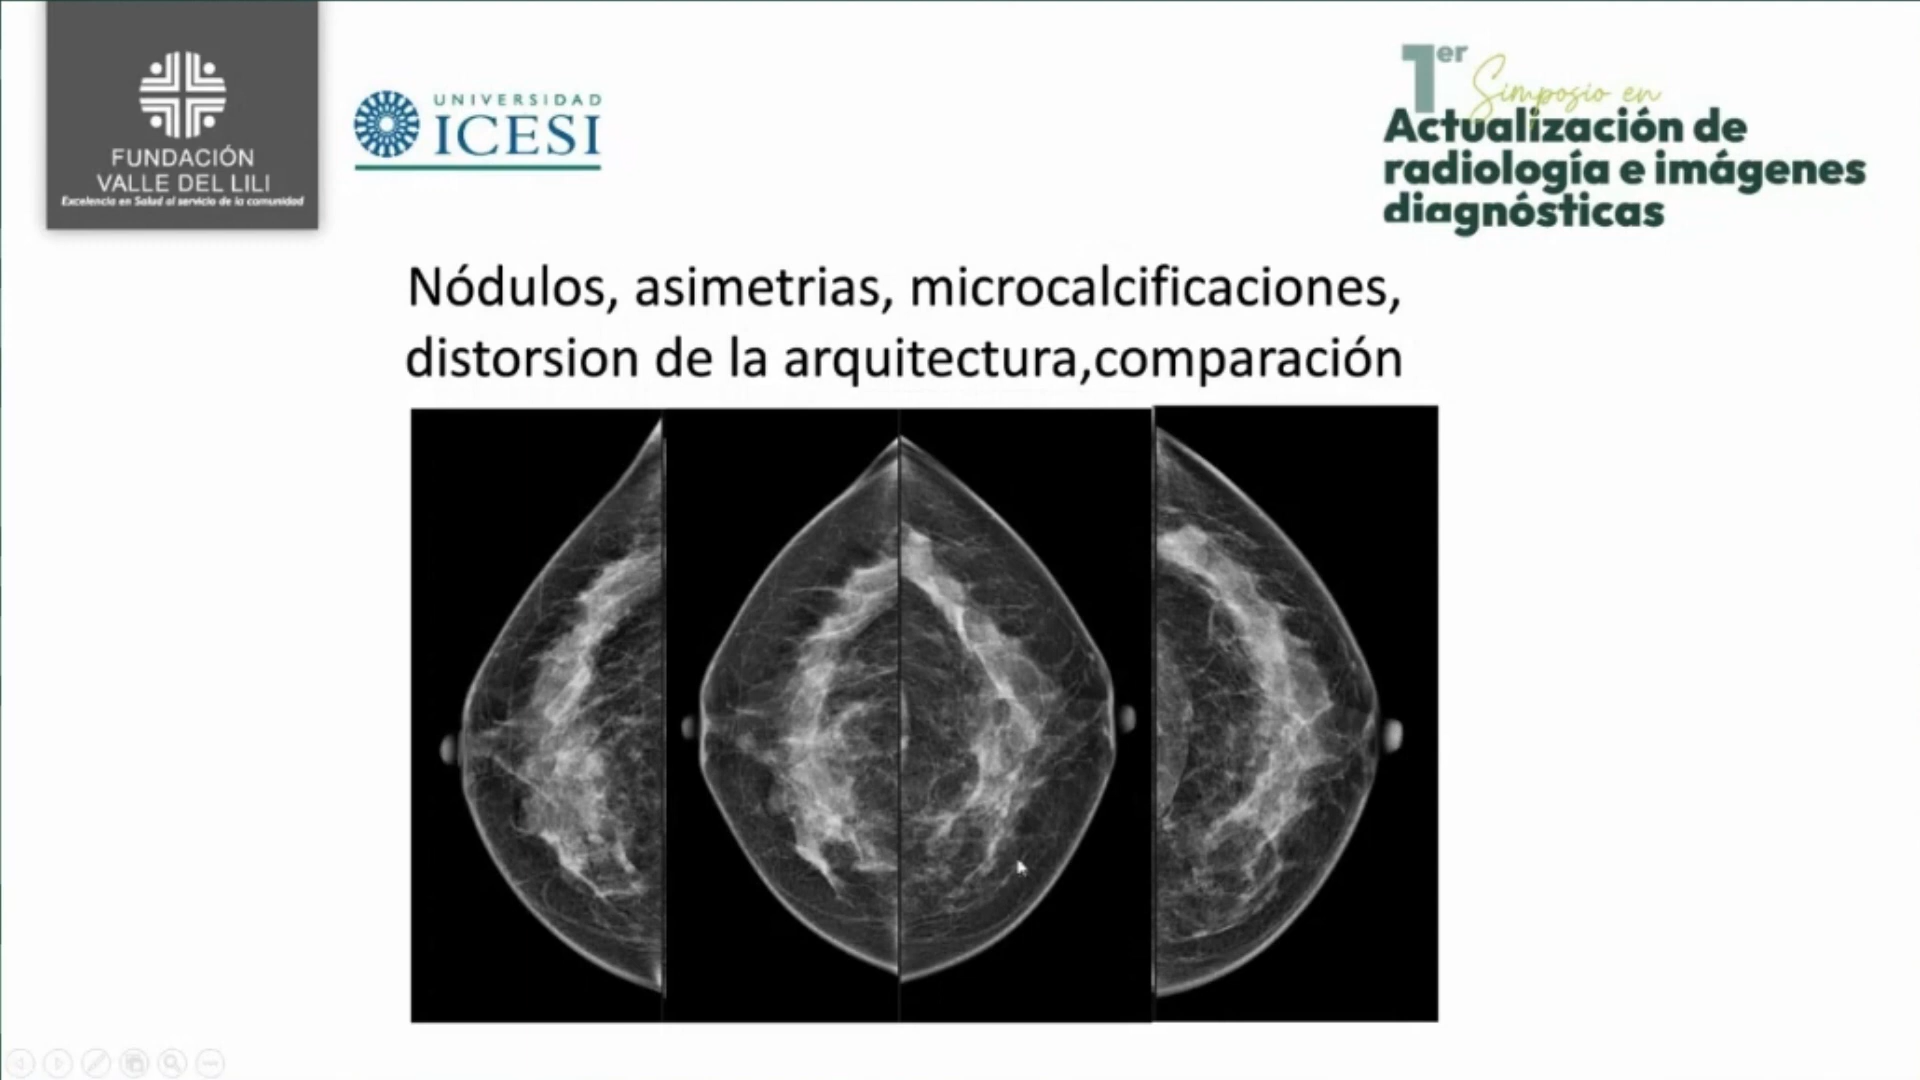 FUNDACIÓN
VALLE DEL LILI
Excelencia en Salud al servicio de la comunidad
UNIVERSIDAD
ICESI
1er
Simposio en
Actualización de
radiología e imágenes
diagnósticas
Nódulos, asimetrias, microcalcificaciones,
distorsion de la arquitectura,comparación